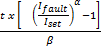 t x [ ( I_fault / I_set )^α -1 ]
β